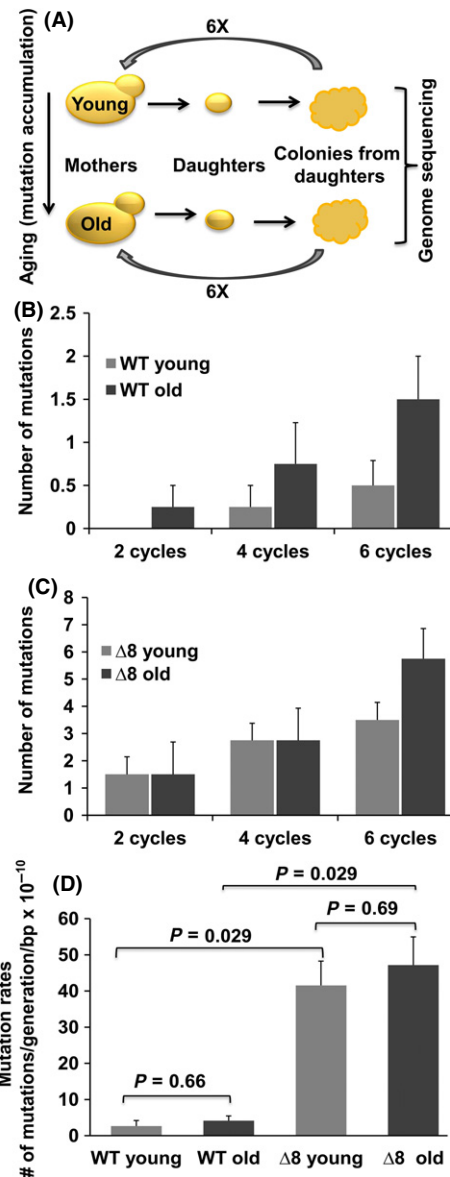 (A)
6X
Aging (mutation accumulation)
Young
Mothers
Daughters
Colonies from
daughters
Old
6X
Genome sequencing
(B)
Number of mutations
2.5
2
1.5
1
0.5
0
WT young
WT old
2 cycles 4 cycles 6 cycles
(C)
Number of mutations
8
7
6
5
4
3
2
1
0
Δ8 young
Δ8 old
2 cycles 4 cycles 6 cycles
(D)
Mutation rates
# of mutations/generation/bp x 10⁻¹⁰
60
50
40
30
20
10
0
P = 0.029
P = 0.029
P = 0.69
P = 0.66
WT young WT old Δ8 young Δ8 old